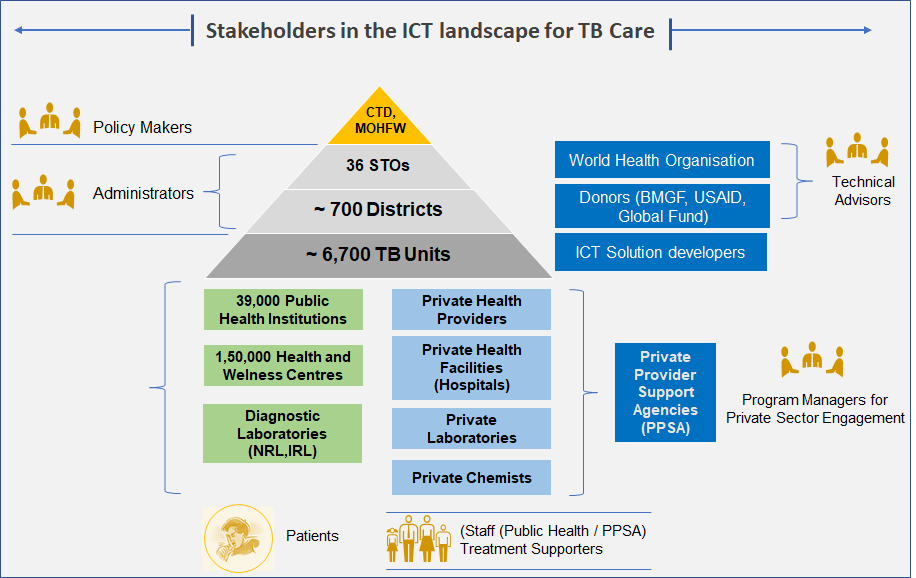 Stakeholders in the ICT landscape for TB Care
CTD,
MOHFW
Policy Makers
36 STOs
Administrators
~ 700 Districts
~ 6,700 TB Units
World Health Organisation
Donors (BMGF, USAID,
Global Fund)
ICT Solution developers
Technical
Advisors
39,000 Public
Health Institutions
1,50,000 Health and
Welness Centres
Diagnostic
Laboratories
(NRL,IRL)
Private Health
Providers
Private Health
Facilities
(Hospitals)
Private
Laboratories
Private Chemists
Private
Provider
Support
Agencies
(PPSA)
Program Managers for
Private Sector Engagement
Patients
(Staff (Public Health / PPSA)
Treatment Supporters